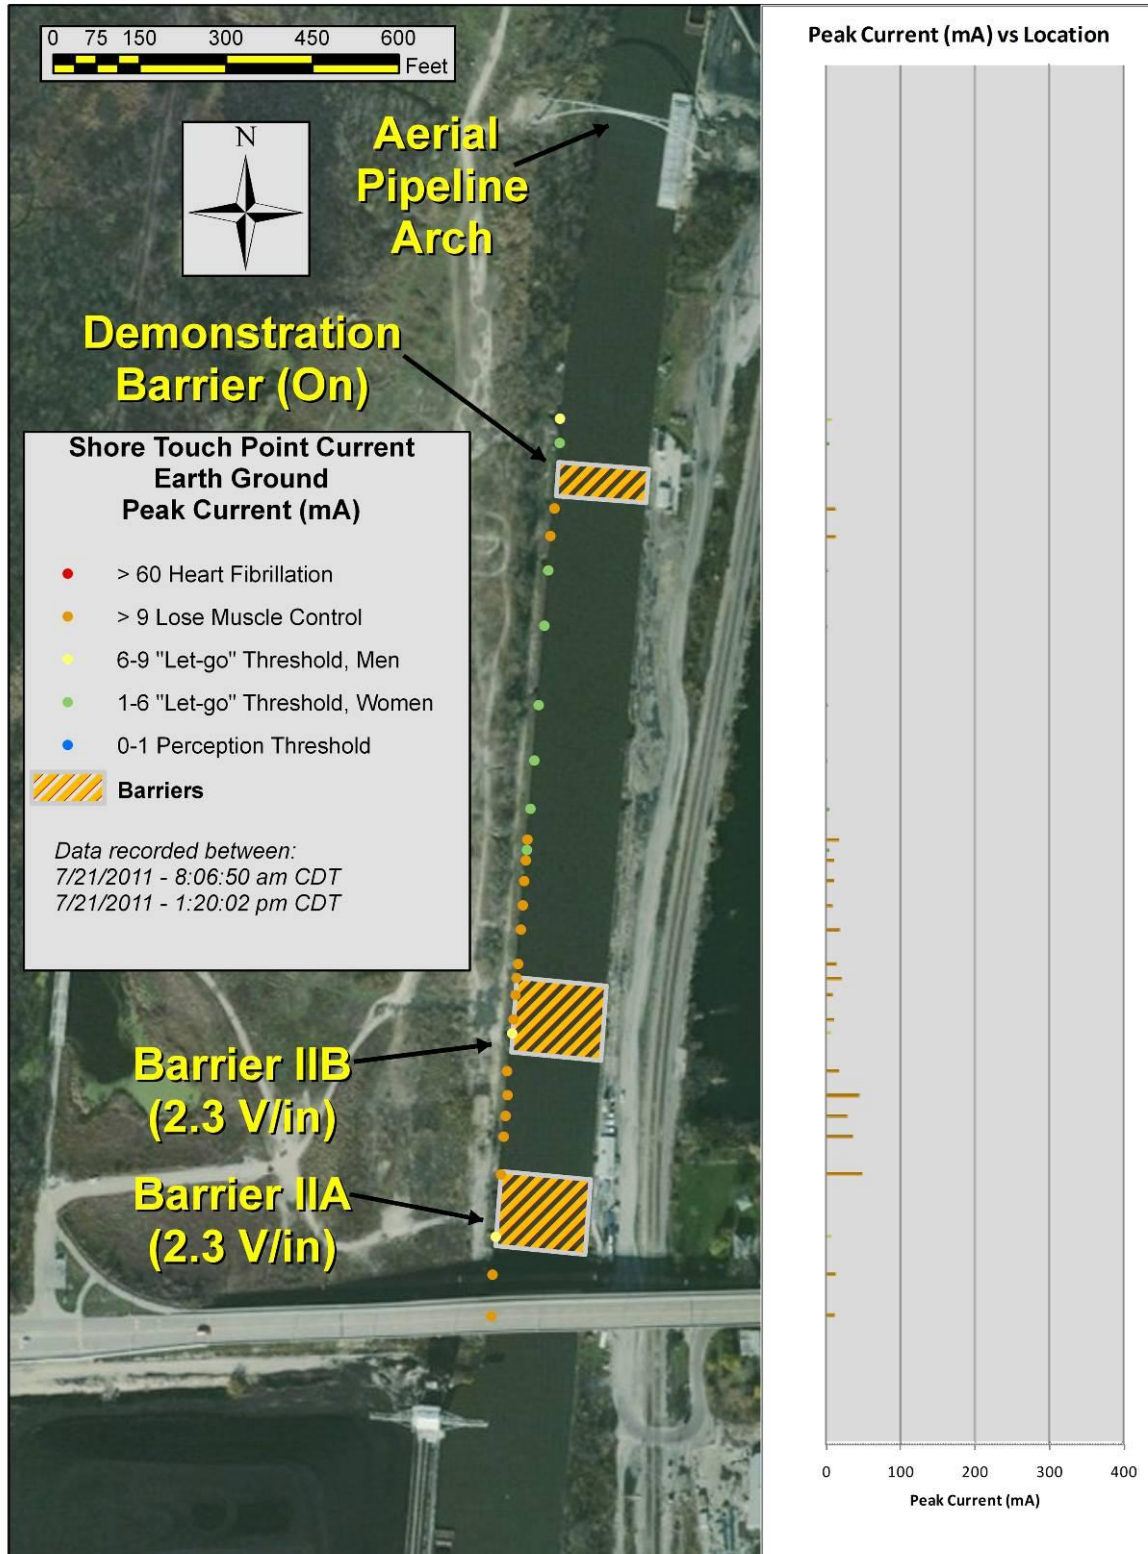 0 75 150 300 450 600
Feet
N
Aerial
Pipeline
Arch
Demonstration
Barrier (On)
Shore Touch Point Current
Earth Ground
Peak Current (mA)
> 60 Heart Fibrillation
> 9 Lose Muscle Control
6-9 "Let-go" Threshold, Men
1-6 "Let-go" Threshold, Women
0-1 Perception Threshold
Barriers
Data recorded between:
7/21/2011 - 8:06:50 am CDT
7/21/2011 - 1:20:02 pm CDT
Barrier IIB
(2.3 V/in)
Barrier IIA
(2.3 V/in)
Peak Current (mA) vs Location
0 100 200 300 400
Peak Current (mA)